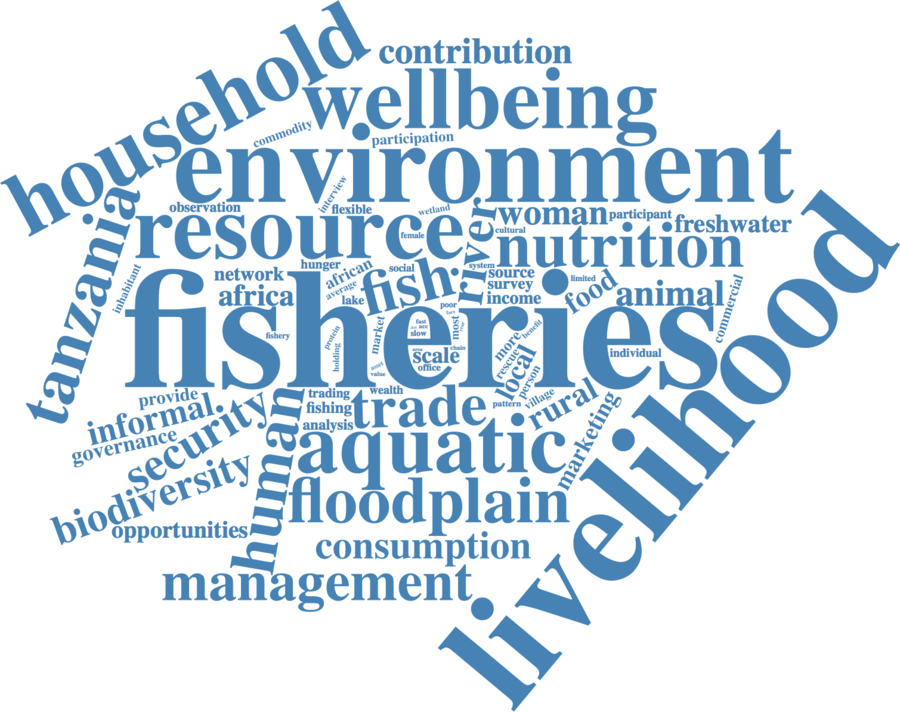 contribution
household
wellbeing
commodity
participation
environment
interview
observation
flexible
wetland
river
woman
participant
freshwater
tanzania
resource
female
cultural
nutrition
inhabitant
network
hunger
african
social
fish
system
source
limited
food
animal
commercial
africa
average
lake
survey
income
poor
fisheries
fishery
protein
holding
market
fast
slow
most
scale
office
chain
more
rescue
benefit
local
person
individual
livelihood
value
wealth
provide
trading
fishing
analysis
trade
pattern
village
rural
marketing
informal
governance
security
human
aquatic
biodiversity
floodplain
opportunities
consumption
management